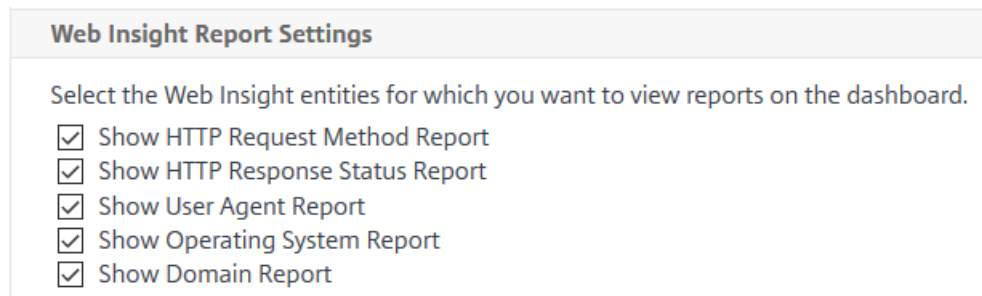 Web Insight Report Settings
Select the Web Insight entities for which you want to view reports on the dashboard.
Show HTTP Request Method Report
Show HTTP Response Status Report
Show User Agent Report
Show Operating System Report
Show Domain Report